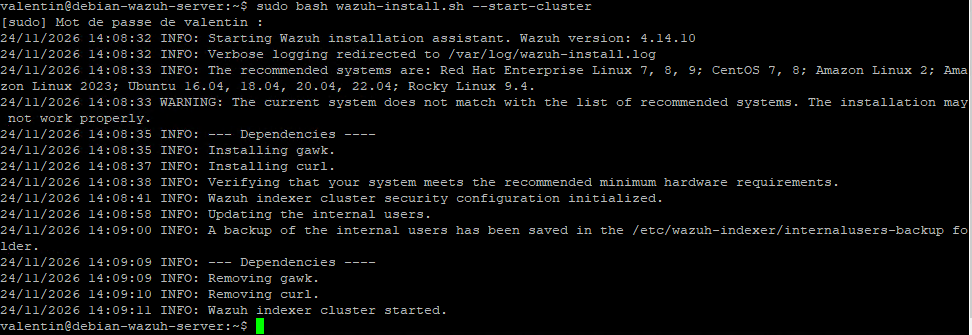 valentin@debian-wazuh-server:~$ sudo bash wazuh-install.sh --start-cluster
[sudo] Mot de passe de valentin :
24/11/2026 14:08:32 INFO: Starting Wazuh installation assistant. Wazuh version: 4.14.10
24/11/2026 14:08:32 INFO: Verbose logging redirected to /var/log/wazuh-install.log
24/11/2026 14:08:33 INFO: The recommended systems are: Red Hat Enterprise Linux 7, 8, 9; CentOS 7, 8; Amazon Linux 2; Ama
zon Linux 2023; Ubuntu 16.04, 18.04, 20.04, 22.04; Rocky Linux 9.4.
24/11/2026 14:08:33 WARNING: The current system does not match with the list of recommended systems. The installation may
 not work properly.
24/11/2026 14:08:35 INFO: --- Dependencies ----
24/11/2026 14:08:35 INFO: Installing gawk.
24/11/2026 14:08:37 INFO: Installing curl.
24/11/2026 14:08:38 INFO: Verifying that your system meets the recommended minimum hardware requirements.
24/11/2026 14:08:41 INFO: Wazuh indexer cluster security configuration initialized.
24/11/2026 14:08:58 INFO: Updating the internal users.
24/11/2026 14:09:00 INFO: A backup of the internal users has been saved in the /etc/wazuh-indexer/internalusers-backup fo
lder.
24/11/2026 14:09:09 INFO: --- Dependencies ----
24/11/2026 14:09:09 INFO: Removing gawk.
24/11/2026 14:09:10 INFO: Removing curl.
24/11/2026 14:09:11 INFO: Wazuh indexer cluster started.
valentin@debian-wazuh-server:~$